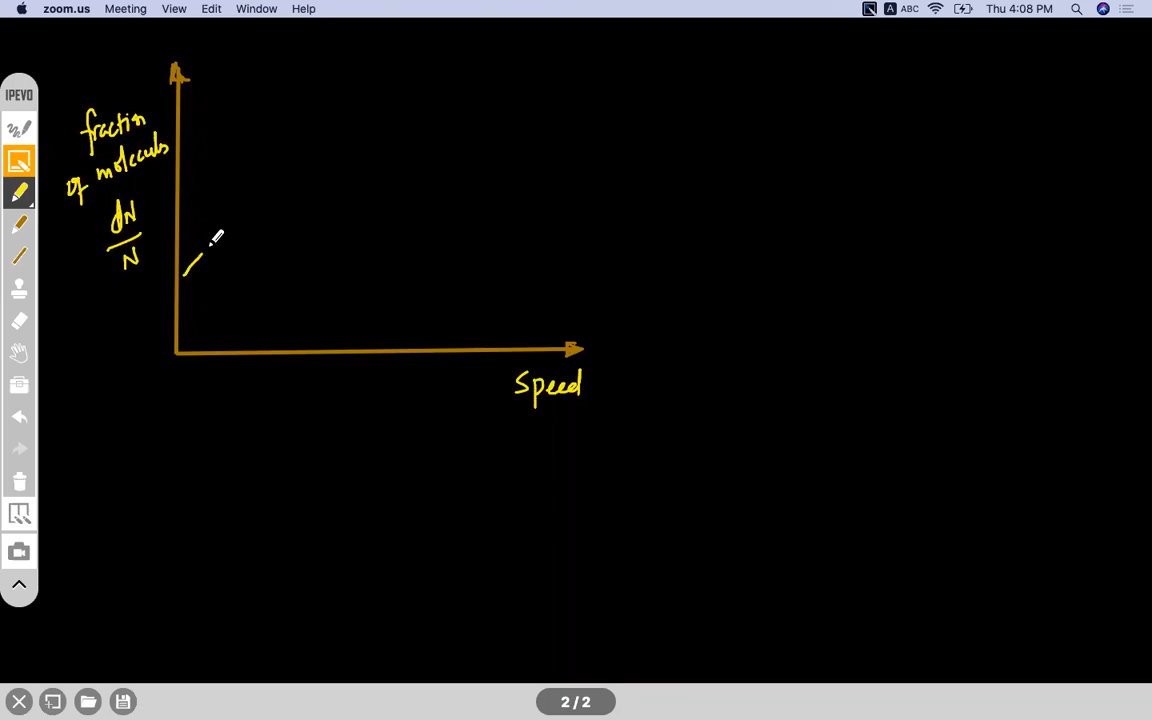 zoom.us Meeting View Edit Window Help
A ABC Thu 4:08 PM
IPEVO
fraction
of molecules
dN
N
Speed
2 / 2